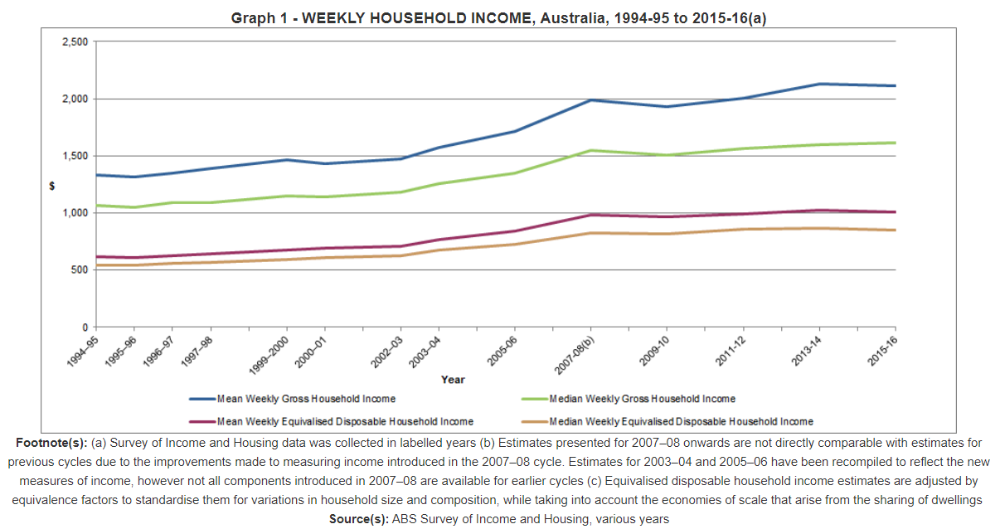 Graph 1 - WEEKLY HOUSEHOLD INCOME, Australia, 1994-95 to 2015-16(a)
2,500
2,000
1,500
$
1,000
500
0
1994-95
1995–96
1996–97
1997–98
1999–2000
2000–01
2002–03
2003–04
2005-06
2007-08(b)
2009-10
2011-12
2013-14
2015-16
Year
Mean Weekly Gross Household Income
Median Weekly Gross Household Income
Mean Weekly Equivalised Disposable Household Income
Median Weekly Equivalised Disposable Household Income
Footnote(s): (a) Survey of Income and Housing data was collected in labelled years (b) Estimates presented for 2007–08 onwards are not directly comparable with estimates for
previous cycles due to the improvements made to measuring income introduced in the 2007–08 cycle. Estimates for 2003–04 and 2005–06 have been recompiled to reflect the new
measures of income, however not all components introduced in 2007–08 are available for earlier cycles (c) Equivalised disposable household income estimates are adjusted by
equivalence factors to standardise them for variations in household size and composition, while taking into account the economies of scale that arise from the sharing of dwellings
Source(s): ABS Survey of Income and Housing, various years